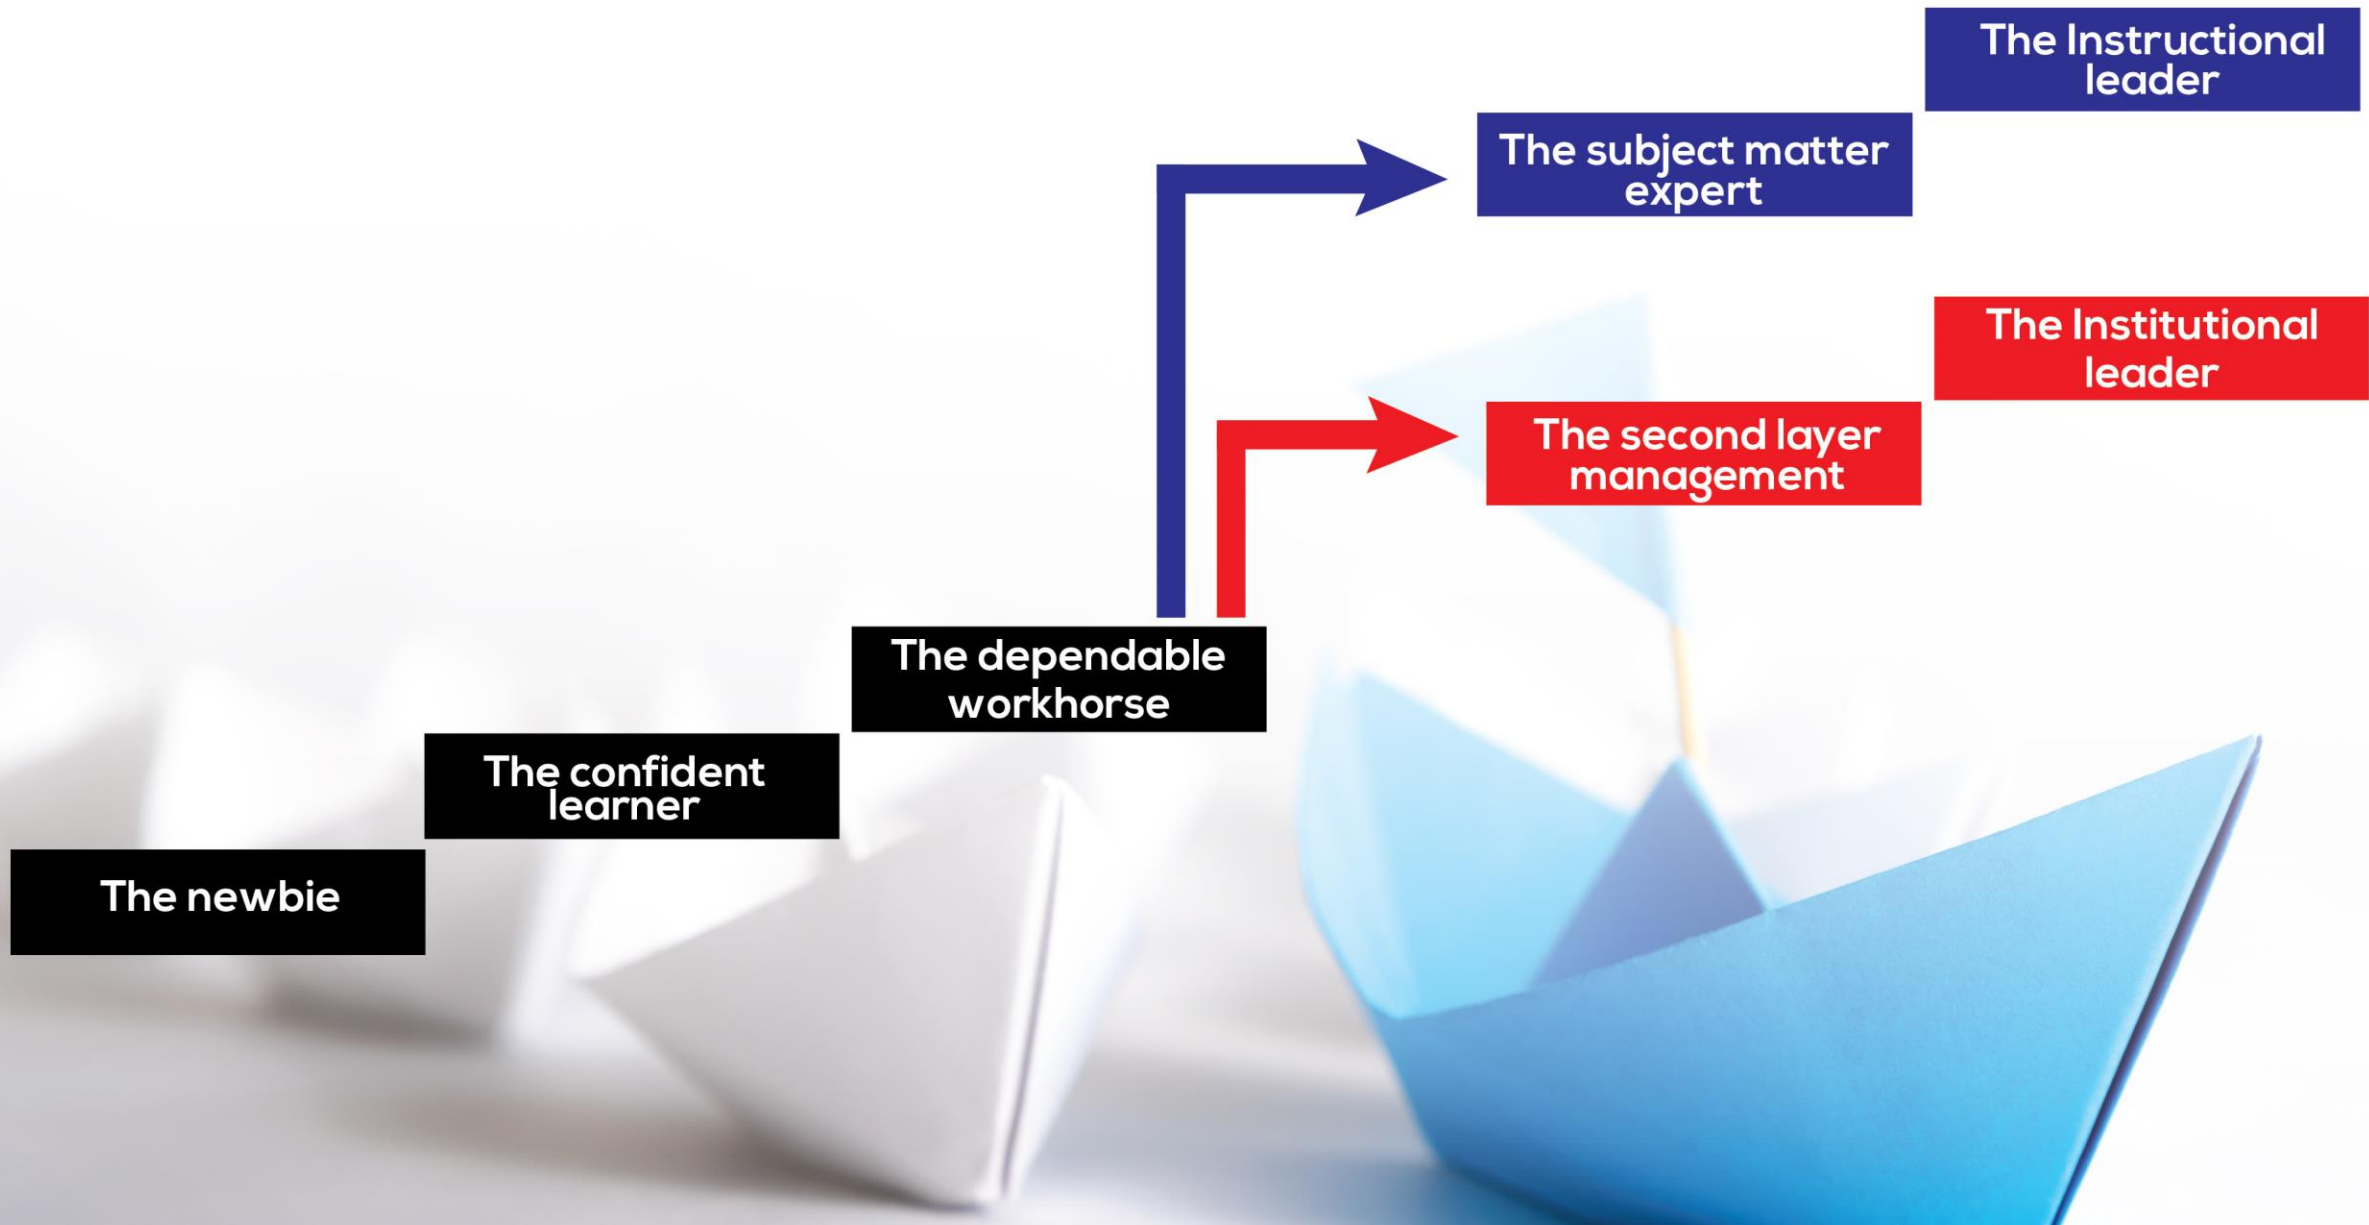 The Instructional
leader
The subject matter
expert
The Institutional
leader
The second layer
management
The dependable
workhorse
The confident
learner
The newbie